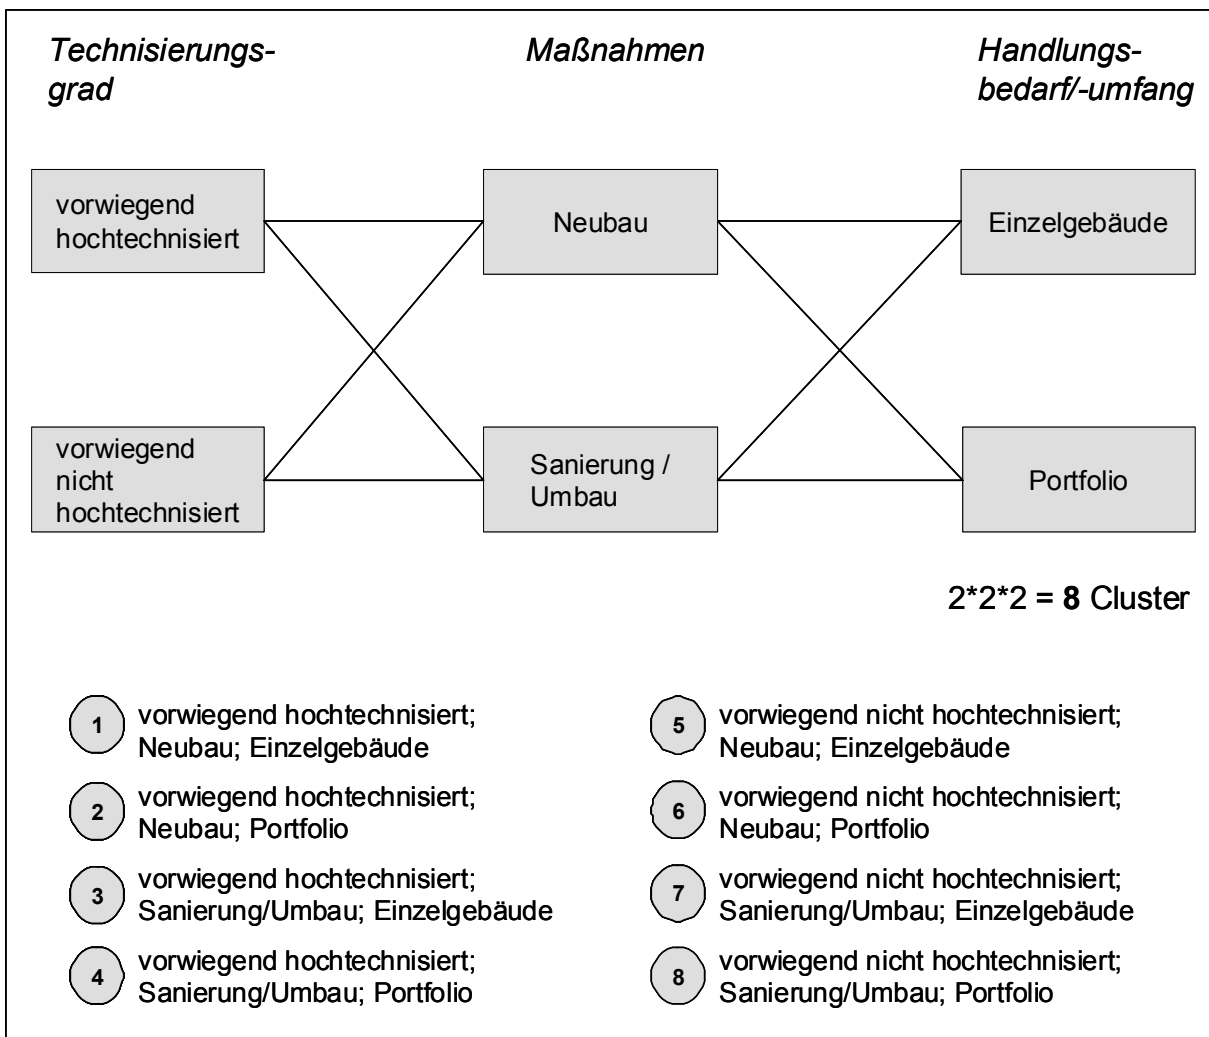 Technisierungs-
grad
Maßnahmen
Handlungs-
bedarf/-umfang
vorwiegend
hochtechnisiert
Neubau
Einzelgebäude
vorwiegend
nicht
hochtechnisiert
Sanierung /
Umbau
Portfolio
2*2*2 = 8 Cluster
1 vorwiegend hochtechnisiert;
Neubau; Einzelgebäude
2 vorwiegend hochtechnisiert;
Neubau; Portfolio
3 vorwiegend hochtechnisiert;
Sanierung/Umbau; Einzelgebäude
4 vorwiegend hochtechnisiert;
Sanierung/Umbau; Portfolio
5 vorwiegend nicht hochtechnisiert;
Neubau; Einzelgebäude
6 vorwiegend nicht hochtechnisiert;
Neubau; Portfolio
7 vorwiegend nicht hochtechnisiert;
Sanierung/Umbau; Einzelgebäude
8 vorwiegend nicht hochtechnisiert;
Sanierung/Umbau; Portfolio